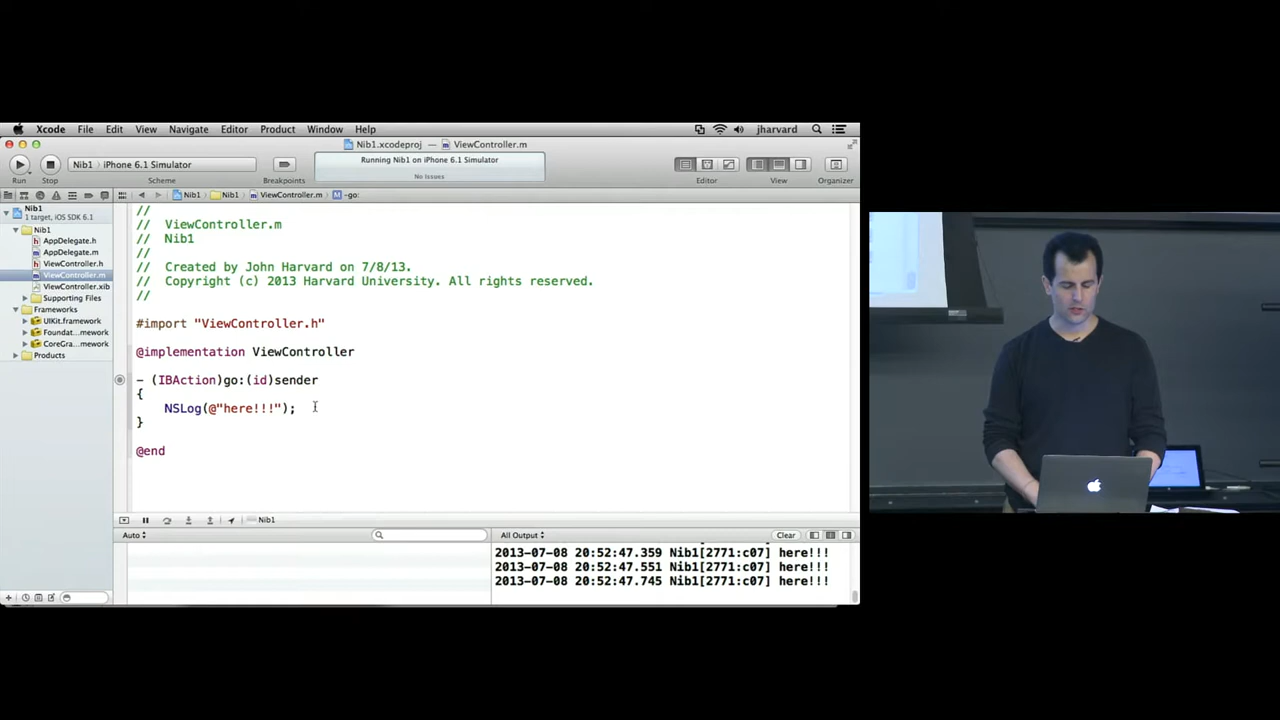 Xcode File Edit View Navigate Editor Product Window Help jharvard
Nib1.xcodeproj — ViewController.m
Nib1 iPhone 6.1 Simulator
Running Nib1 on iPhone 6.1 Simulator
No Issues
Run Stop Scheme Breakpoints Editor View Organizer
Nib1 Nib1 ViewController.m M -go:
Nib1
1 target, iOS SDK 6.1
Nib1
AppDelegate.h
AppDelegate.m
ViewController.h
ViewController.m
ViewController.xib
Supporting Files
Frameworks
UIKit.framework
Foundat...mework
CoreGra...mework
Products
//
// ViewController.m
// Nib1
//
// Created by John Harvard on 7/8/13.
// Copyright (c) 2013 Harvard University. All rights reserved.
//
#import "ViewController.h"
@implementation ViewController
- (IBAction)go:(id)sender
{
NSLog(@"here!!!");
}
@end
Nib1
Auto All Output Clear
2013-07-08 20:52:47.359 Nib1[2771:c07] here!!!
2013-07-08 20:52:47.551 Nib1[2771:c07] here!!!
2013-07-08 20:52:47.745 Nib1[2771:c07] here!!!